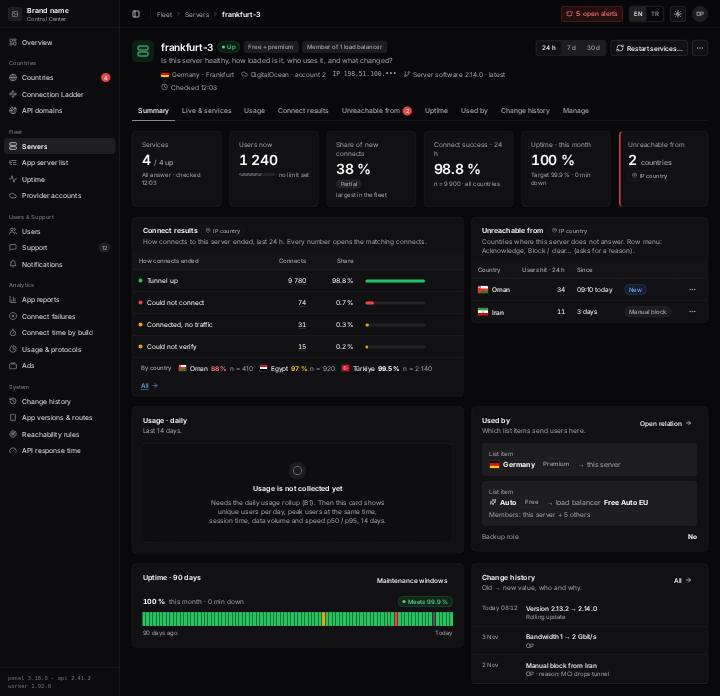 Brand name
Control Center
Overview
Countries
Countries 4
Connection Ladder
API domains
Fleet
Servers
App server list
Uptime
Provider accounts
Users & Support
Users
Support 12
Notifications
Analytics
App reports
Connect failures
Connect time by build
Usage & protocols
Ads
System
Change history
App versions & routes
Reachability rules
API response time
panel 3.18.0 · api 2.41.2
worker 1.92.0
Fleet > Servers > frankfurt-3
5 open alerts EN TR OP
frankfurt-3 Up Free + premium Member of 1 load balancer
Is this server healthy, how loaded is it, who uses it, and what changed?
Germany · Frankfurt DigitalOcean · account 2 IP 198.51.100.••• Server software 2.14.0 · latest
Checked 12:03
24 h 7 d 30 d Restart services...
Summary Live & services Usage Connect results Unreachable from 2 Uptime Used by Change history Manage
Services
4 / 4 up
All answer · checked 12:03
Users now
1 240
no limit set
Share of new connects
38 %
Partial
largest in the fleet
Connect success · 24 h
98.8 %
n = 9 900 · all countries
Uptime · this month
100 %
Target 99.9 % · 0 min down
Unreachable from
2 countries
IP country
Connect results IP country
How connects to this server ended, last 24 h. Every number opens the matching connects.
How connects ended Connects Share
Tunnel up 9 780 98.8 %
Could not connect 74 0.7 %
Connected, no traffic 31 0.3 %
Could not verify 15 0.2 %
By country Oman 88 % n = 410 Egypt 97 % n = 920 Türkiye 99.5 % n = 2 140
All →
Unreachable from IP country
Countries where this server does not answer. Row menu:
Acknowledge, Block / clear... (asks for a reason).
Country Users hit · 24 h Since
Oman 34 09:10 today New
Iran 11 3 days Manual block
Usage · daily
Last 14 days.
Usage is not collected yet
Needs the daily usage rollup (B1). Then this card shows
unique users per day, peak users at the same time,
session time, data volume and speed p50 / p95, 14 days.
Used by
Which list items send users here.
Open relation →
List item
Germany Premium → this server
List item
Auto Free → load balancer Free Auto EU
Members: this server + 5 others
Backup role No
Uptime · 90 days
Maintenance windows
100 % this month · 0 min down Meets 99.9 %
90 days ago Today
Change history
Old → new value, who and why.
All →
Today 08:12 Version 2.13.2 → 2.14.0
Rolling update
3 Nov Bandwidth 1 → 2 Gbit/s
OP
2 Nov Manual block from Iran
OP · reason: MCI drops tunnel